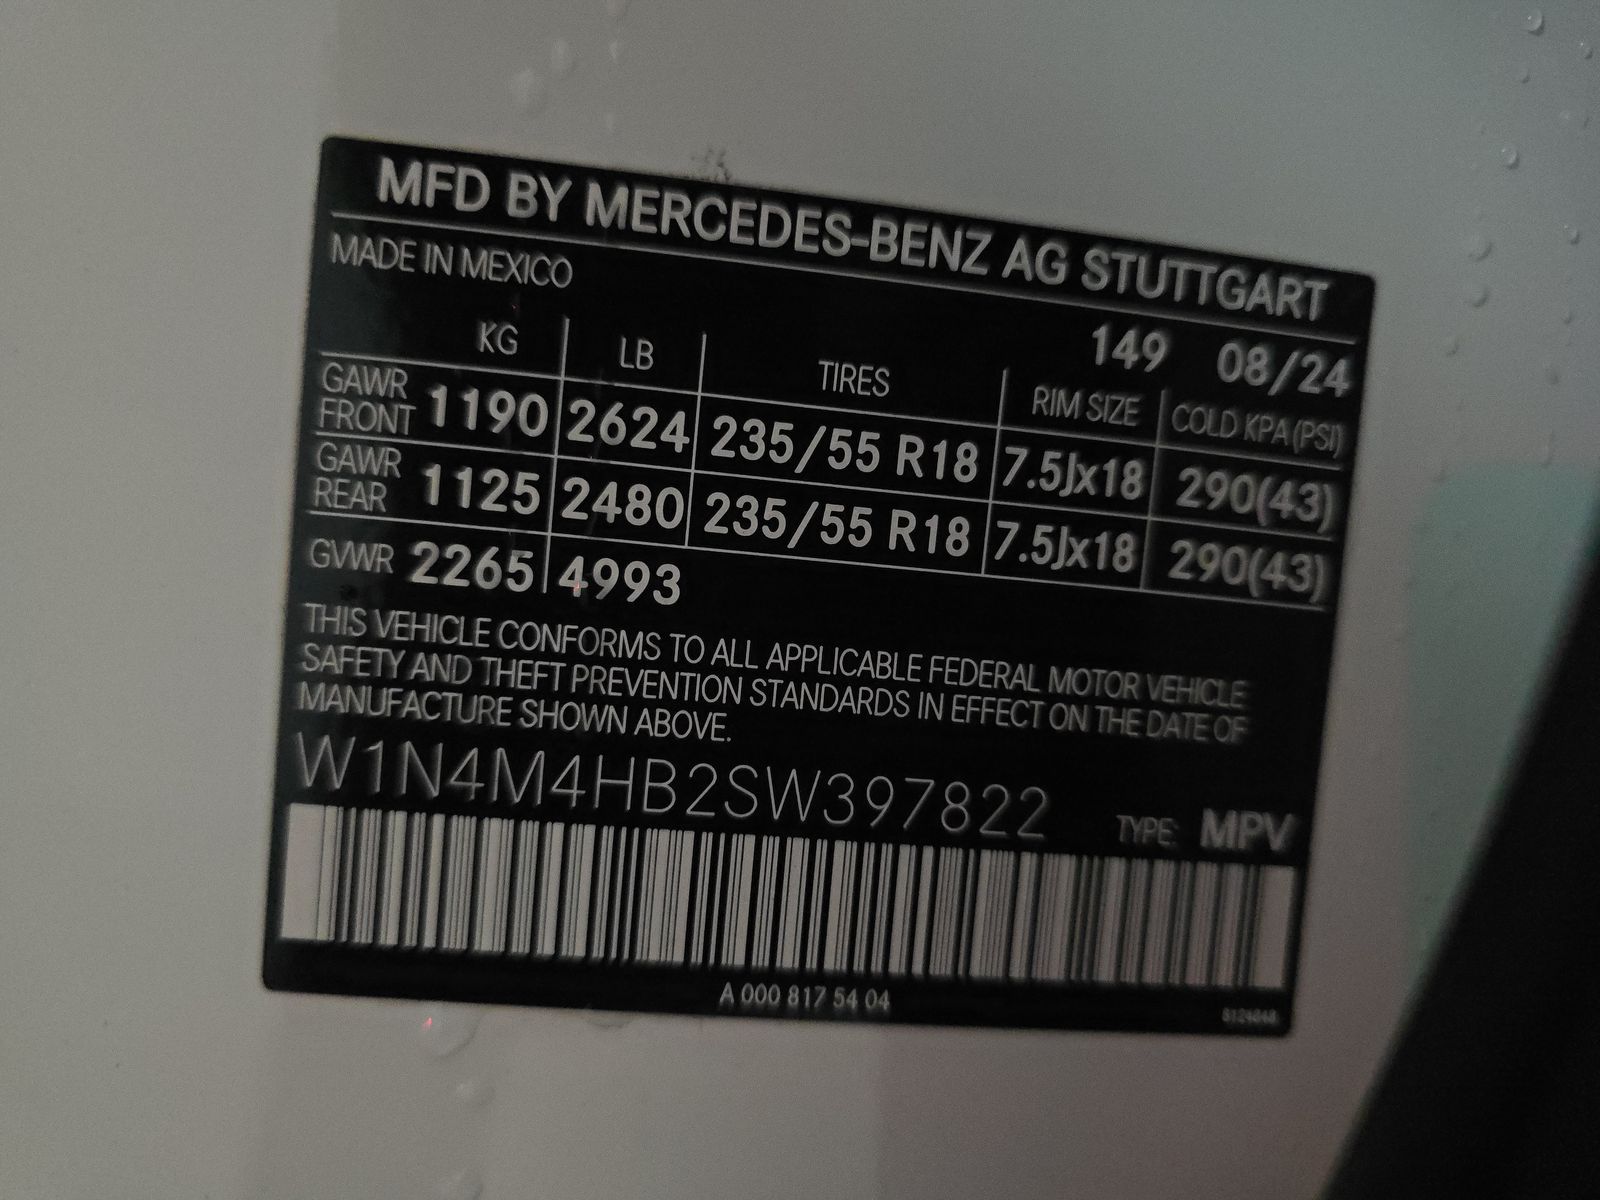 MFD BY MERCEDES-BENZ AG STUTTGART
MADE IN MEXICO
149 08/24
KG LB TIRES RIM SIZE COLD KPA (PSI)
GAWR FRONT 1190 2624 235/55 R18 7.5Jx18 290(43)
GAWR REAR 1125 2480 235/55 R18 7.5Jx18 290(43)
GVWR 2265 4993
THIS VEHICLE CONFORMS TO ALL APPLICABLE FEDERAL MOTOR VEHICLE
SAFETY AND THEFT PREVENTION STANDARDS IN EFFECT ON THE DATE OF
MANUFACTURE SHOWN ABOVE.
W1N4M4HB2SW397822 TYPE: MPV
A 000 817 54 04